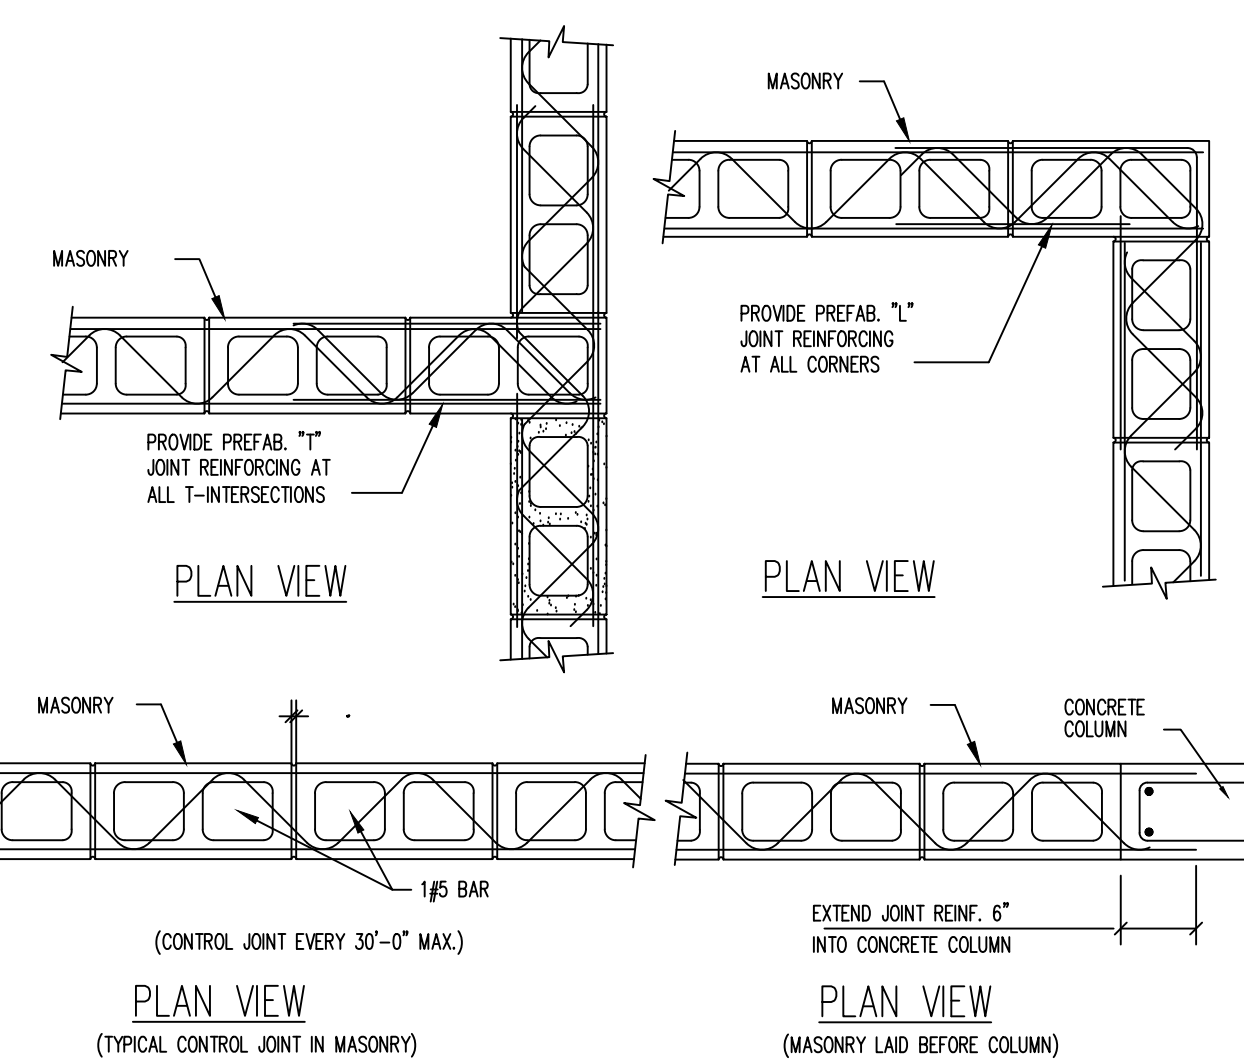 MASONRY
PROVIDE PREFAB. "T"
JOINT REINFORCING AT
ALL T-INTERSECTIONS
PLAN VIEW
MASONRY
PROVIDE PREFAB. "L"
JOINT REINFORCING
AT ALL CORNERS
PLAN VIEW
MASONRY
1#5 BAR
(CONTROL JOINT EVERY 30'-0" MAX.)
PLAN VIEW
(TYPICAL CONTROL JOINT IN MASONRY)
MASONRY
CONCRETE
COLUMN
EXTEND JOINT REINF. 6"
INTO CONCRETE COLUMN
PLAN VIEW
(MASONRY LAID BEFORE COLUMN)